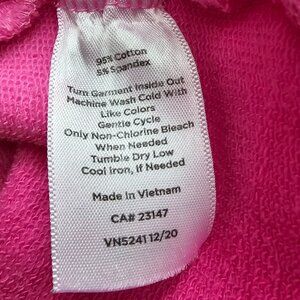 95% Cotton
5% Spandex
Turn Garment Inside Out
Machine Wash Cold With
Like Colors
Gentle Cycle
Only Non-Chlorine Bleach
When Needed
Tumble Dry Low
Cool Iron, If Needed
Made In Vietnam
CA# 23147
VN5241 12/20